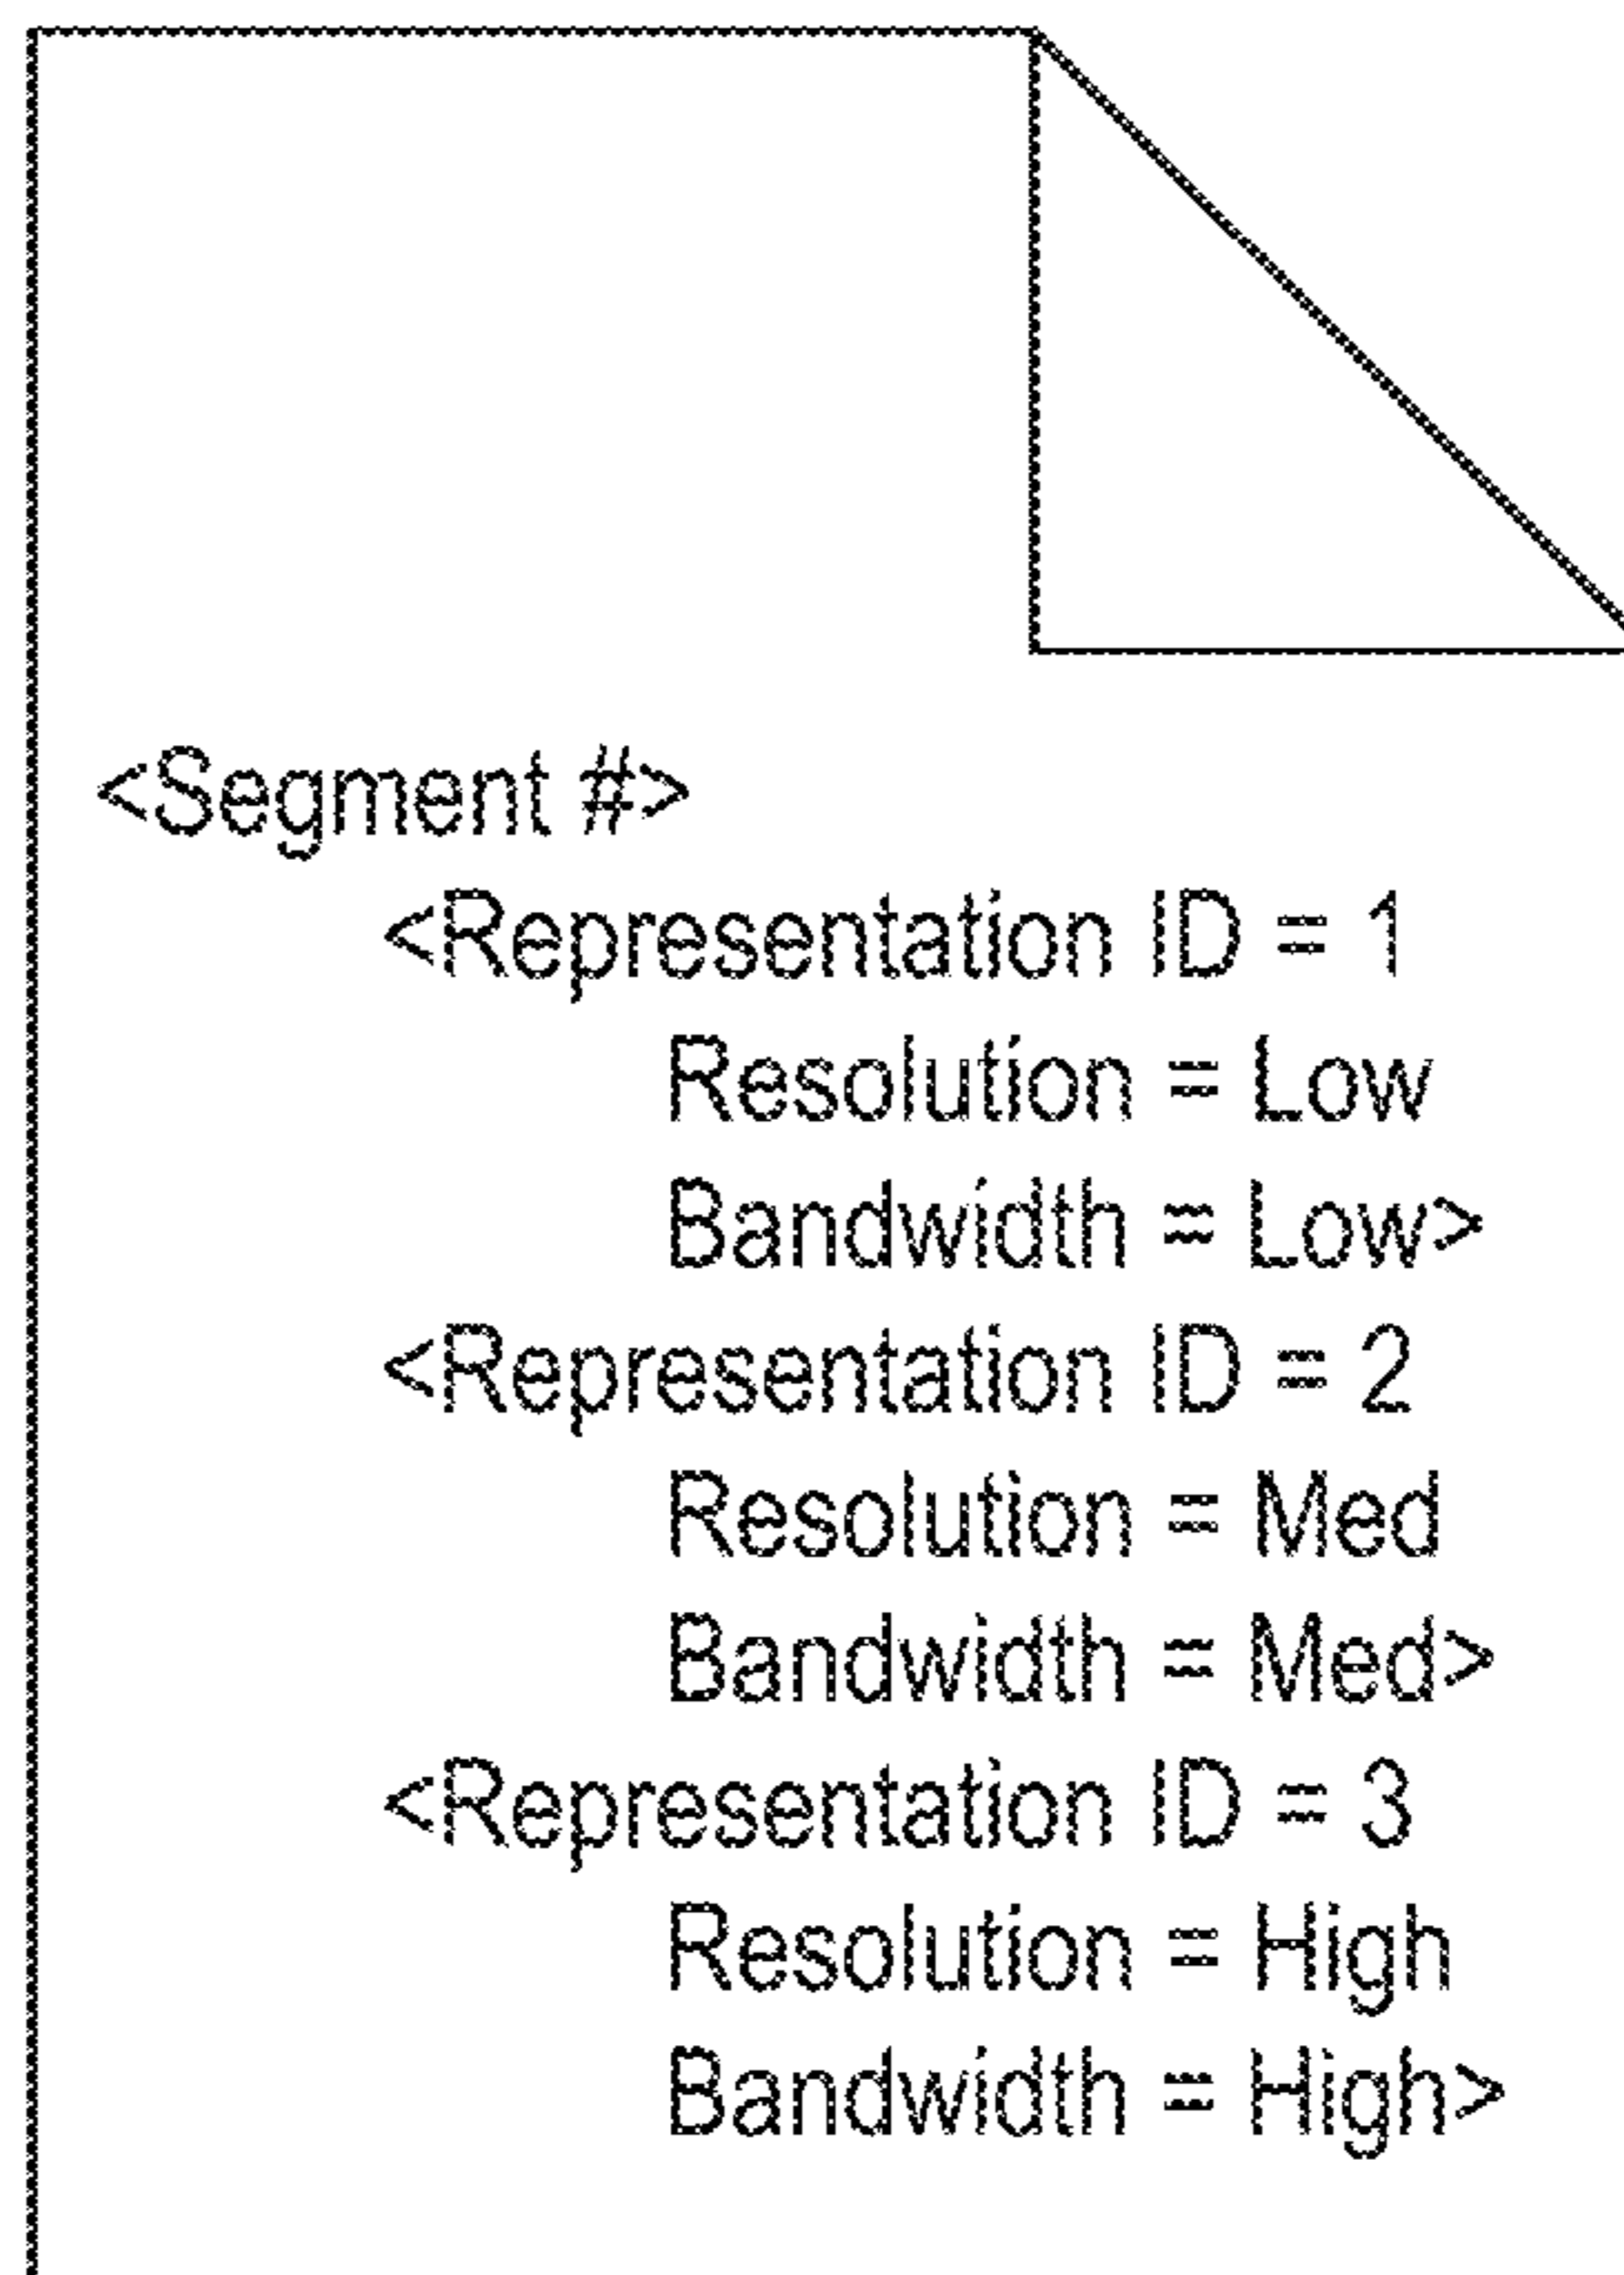 <Segment #>
<Representation ID = 1
Resolution = Low
Bandwidth = Low>
<Representation ID = 2
Resolution = Med
Bandwidth = Med>
<Representation ID = 3
Resolution = High
Bandwidth = High>